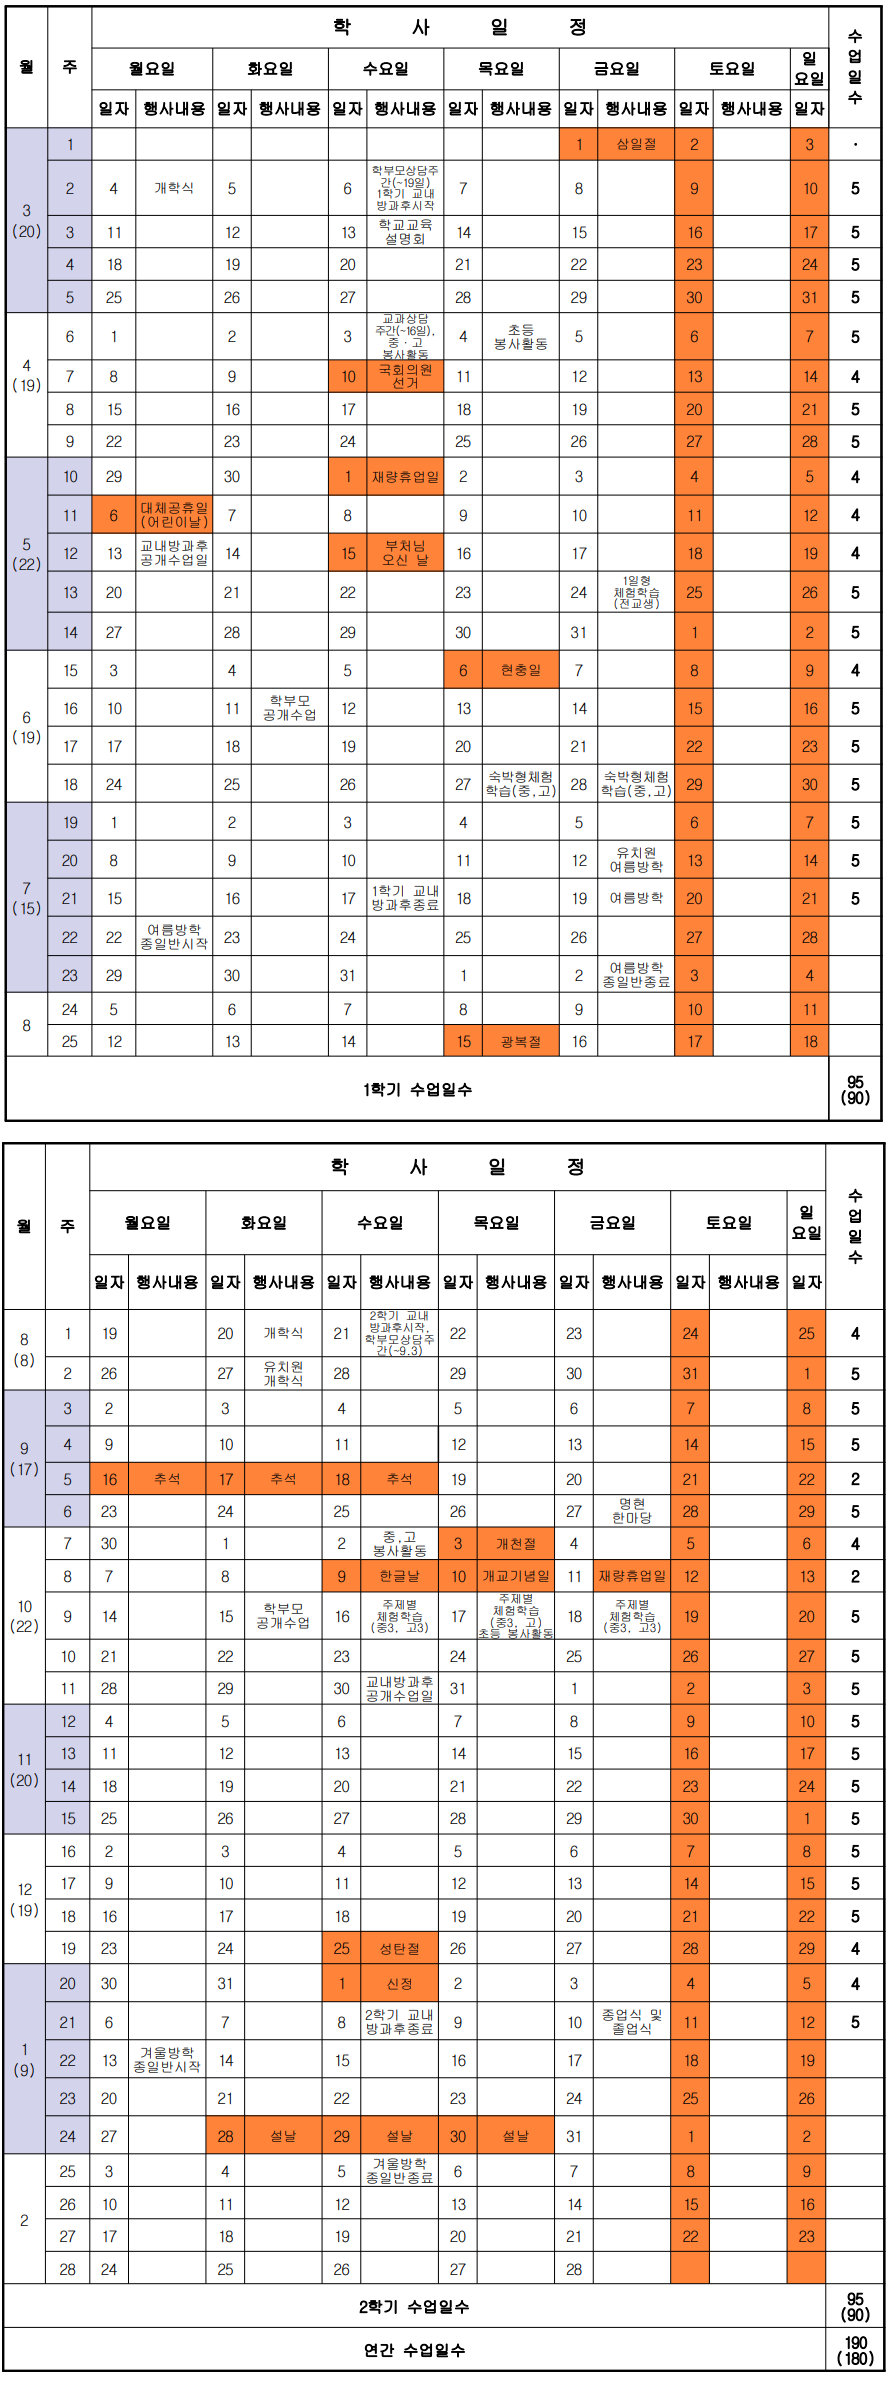 월 주 학 사 일 정 수업일수
월요일 화요일 수요일 목요일 금요일 토요일 일요일
일자 행사내용 일자 행사내용 일자 행사내용 일자 행사내용 일자 행사내용 일자 행사내용 일자
3 (20)
1 1 삼일절 2 3 ·
2 4 개학식 5 6 학부모상담주간(~19일) 1학기 교내 방과후시작 7 8 9 10 5
3 11 12 13 학교교육 설명회 14 15 16 17 5
4 18 19 20 21 22 23 24 5
5 25 26 27 28 29 30 31 5
4 (19)
6 1 2 3 교과상담 주간(~16일), 중·고 봉사활동 4 초등 봉사활동 5 6 7 5
7 8 9 10 국회의원 선거 11 12 13 14 4
8 15 16 17 18 19 20 21 5
9 22 23 24 25 26 27 28 5
5 (22)
10 29 30 1 재량휴업일 2 3 4 5 4
11 6 대체공휴일 (어린이날) 7 8 9 10 11 12 4
12 13 교내방과후 공개수업일 14 15 부처님 오신 날 16 17 18 19 4
13 20 21 22 23 24 1일형 체험학습 (전교생) 25 26 5
14 27 28 29 30 31 1 2 5
6 (19)
15 3 4 5 6 현충일 7 8 9 4
16 10 11 학부모 공개수업 12 13 14 15 16 5
17 17 18 19 20 21 22 23 5
18 24 25 26 27 숙박형체험 학습(중,고) 28 숙박형체험 학습(중,고) 29 30 5
7 (15)
19 1 2 3 4 5 6 7 5
20 8 9 10 11 12 유치원 여름방학 13 14 5
21 15 16 17 1학기 교내 방과후종료 18 19 여름방학 20 21 5
22 22 여름방학 종일반시작 23 24 25 26 27 28
23 29 30 31 1 2 여름방학 종일반종료 3 4
8
24 5 6 7 8 9 10 11
25 12 13 14 15 광복절 16 17 18
1학기 수업일수 95 (90)
월 주 학 사 일 정 수업일수
월요일 화요일 수요일 목요일 금요일 토요일 일요일
일자 행사내용 일자 행사내용 일자 행사내용 일자 행사내용 일자 행사내용 일자 행사내용 일자
8 (8)
1 19 20 개학식 21 2학기 교내 방과후시작, 학부모상담주간(~9.3) 22 23 24 25 4
2 26 27 유치원 개학식 28 29 30 31 1 5
9 (17)
3 2 3 4 5 6 7 8 5
4 9 10 11 12 13 14 15 5
5 16 추석 17 추석 18 추석 19 20 21 22 2
6 23 24 25 26 27 명현 한마당 28 29 5
10 (22)
7 30 1 2 중,고 봉사활동 3 개천절 4 5 6 4
8 7 8 9 한글날 10 개교기념일 11 재량휴업일 12 13 2
9 14 15 학부모 공개수업 16 주제별 체험학습 (중3, 고3) 17 주제별 체험학습 (중3, 고) 초등 봉사활동 18 주제별 체험학습 (중3, 고3) 19 20 5
10 21 22 23 24 25 26 27 5
11 28 29 30 교내방과후 공개수업일 31 1 2 3 5
11 (20)
12 4 5 6 7 8 9 10 5
13 11 12 13 14 15 16 17 5
14 18 19 20 21 22 23 24 5
15 25 26 27 28 29 30 1 5
12 (19)
16 2 3 4 5 6 7 8 5
17 9 10 11 12 13 14 15 5
18 16 17 18 19 20 21 22 5
19 23 24 25 성탄절 26 27 28 29 4
1 (9)
20 30 31 1 신정 2 3 4 5 4
21 6 7 8 2학기 교내 방과후종료 9 10 종업식 및 졸업식 11 12 5
22 13 겨울방학 종일반시작 14 15 16 17 18 19
23 20 21 22 23 24 25 26
24 27 28 설날 29 설날 30 설날 31 1 2
2
25 3 4 5 겨울방학 종일반종료 6 7 8 9
26 10 11 12 13 14 15 16
27 17 18 19 20 21 22 23
28 24 25 26 27 28
2학기 수업일수 95 (90)
연간 수업일수 190 (180)